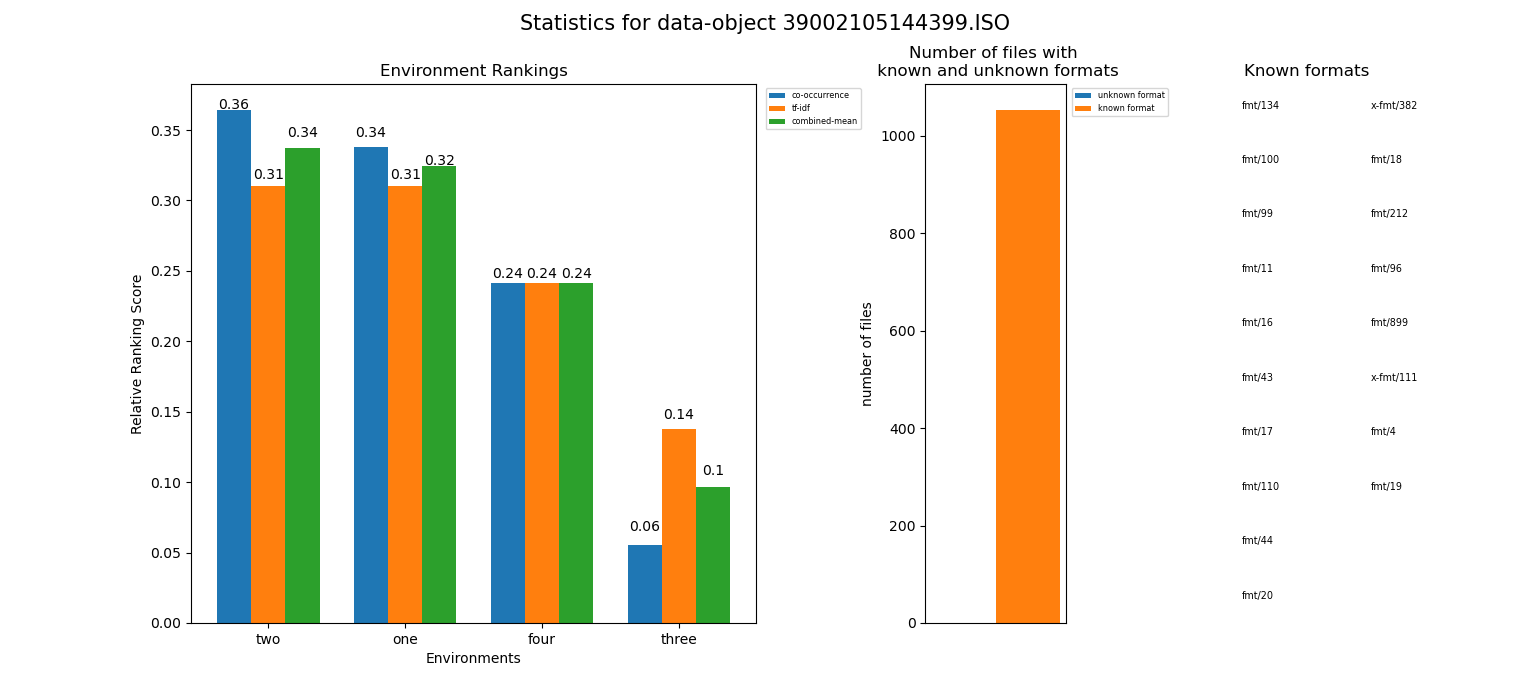 Statistics for data-object 39002105144399.ISO
Environment Rankings
0.36
0.31
0.34
0.34
0.31
0.32
0.24
0.24
0.24
0.06
0.14
0.1
0.35
0.30
0.25
0.20
0.15
0.10
0.05
0.00
Relative Ranking Score
two
one
four
three
Environments
co-occurrence
tf-idf
combined-mean
Number of files with
known and unknown formats
1000
800
600
400
200
0
number of files
unknown format
known format
Known formats
fmt/134 x-fmt/382
fmt/100 fmt/18
fmt/99 fmt/212
fmt/11 fmt/96
fmt/16 fmt/899
fmt/43 x-fmt/111
fmt/17 fmt/4
fmt/110 fmt/19
fmt/44
fmt/20